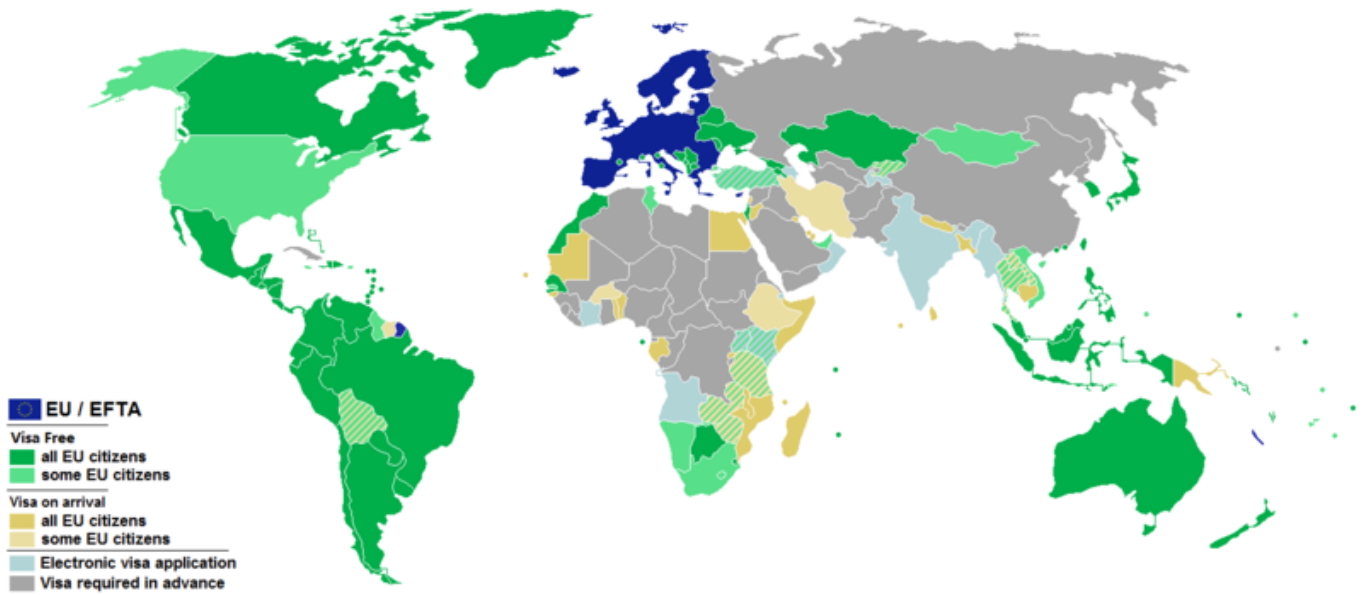 EU / EFTA
Visa Free
all EU citizens
some EU citizens
Visa on arrival
all EU citizens
some EU citizens
Electronic visa application
Visa required in advance